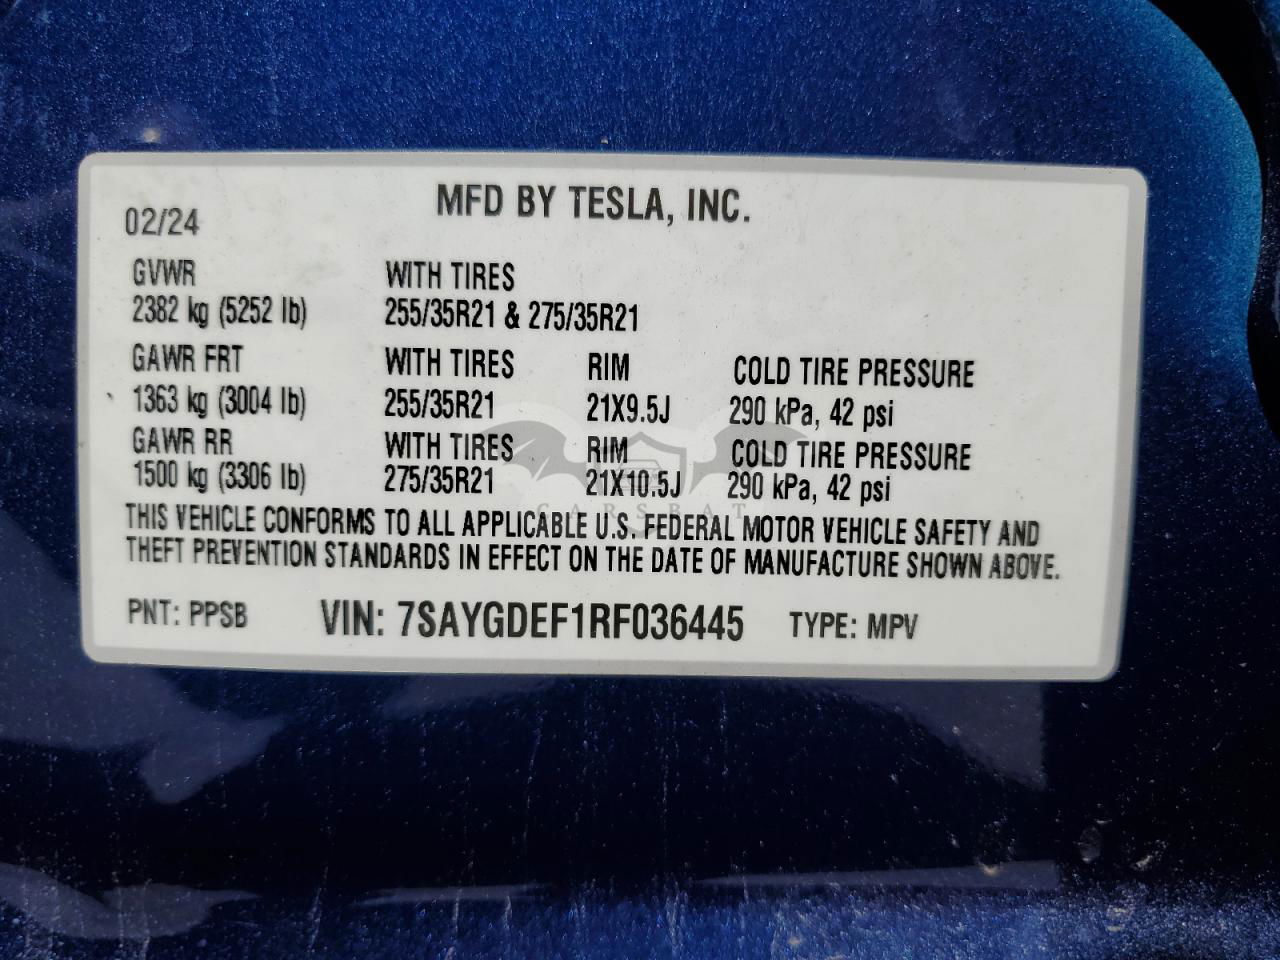 MFD BY TESLA, INC.
02/24
GVWR WITH TIRES
2382 kg (5252 lb) 255/35R21 & 275/35R21
GAWR FRT WITH TIRES RIM COLD TIRE PRESSURE
1363 kg (3004 lb) 255/35R21 21X9.5J 290 kPa, 42 psi
GAWR RR WITH TIRES RIM COLD TIRE PRESSURE
1500 kg (3306 lb) 275/35R21 21X10.5J 290 kPa, 42 psi
CARSBAT
THIS VEHICLE CONFORMS TO ALL APPLICABLE U.S. FEDERAL MOTOR VEHICLE SAFETY AND
THEFT PREVENTION STANDARDS IN EFFECT ON THE DATE OF MANUFACTURE SHOWN ABOVE.
PNT: PPSB VIN: 7SAYGDEF1RF036445 TYPE: MPV